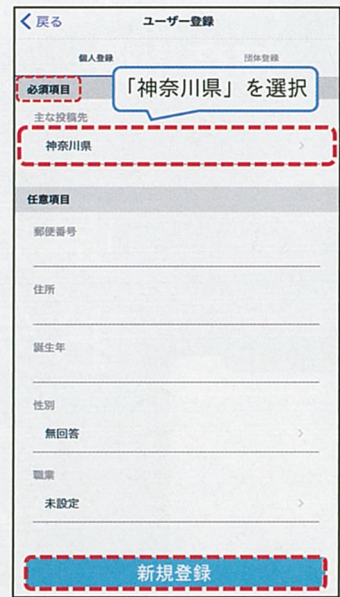 戻る
ユーザー登録
個人登録
団体登録
必須項目
「神奈川県」を選択
主な投稿先
神奈川県
任意項目
郵便番号
住所
誕生年
性別
無回答
職業
未設定
新規登録